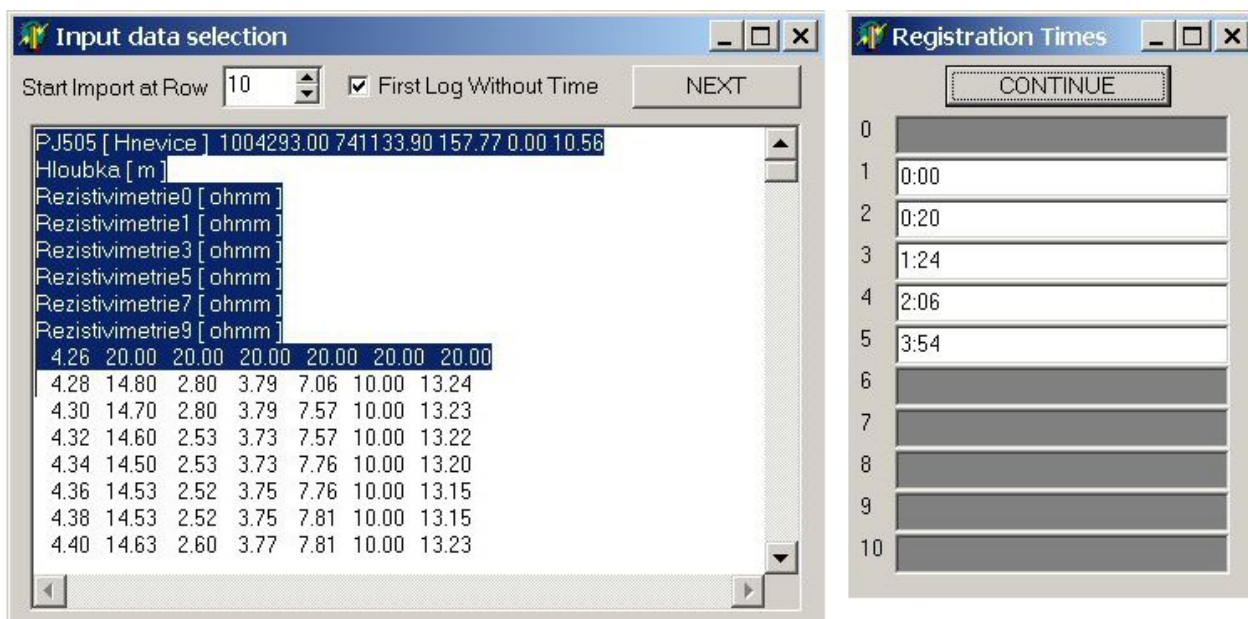 Input data selection
Start Import at Row 10 First Log Without Time NEXT
PJ505 [ Hnevice ] 1004293.00 741133.90 157.77 0.00 10.56
Hloubka [ m ]
Rezistivimetrie0 [ ohmm ]
Rezistivimetrie1 [ ohmm ]
Rezistivimetrie3 [ ohmm ]
Rezistivimetrie5 [ ohmm ]
Rezistivimetrie7 [ ohmm ]
Rezistivimetrie9 [ ohmm ]
4.26 20.00 20.00 20.00 20.00 20.00 20.00
4.28 14.80 2.80 3.79 7.06 10.00 13.24
4.30 14.70 2.80 3.79 7.57 10.00 13.23
4.32 14.60 2.53 3.73 7.57 10.00 13.22
4.34 14.50 2.53 3.73 7.76 10.00 13.20
4.36 14.53 2.52 3.75 7.76 10.00 13.15
4.38 14.53 2.52 3.75 7.81 10.00 13.15
4.40 14.63 2.60 3.77 7.81 10.00 13.23
Registration Times
CONTINUE
0
1 0:00
2 0:20
3 1:24
4 2:06
5 3:54
6
7
8
9
10